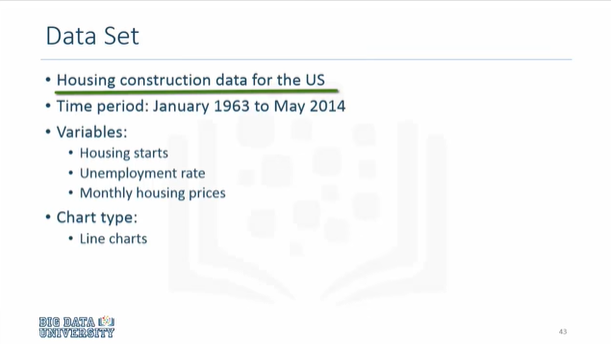 Data Set
• Housing construction data for the US
• Time period: January 1963 to May 2014
• Variables:
• Housing starts
• Unemployment rate
• Monthly housing prices
• Chart type:
• Line charts
BIG DATA
UNIVERSITY
43